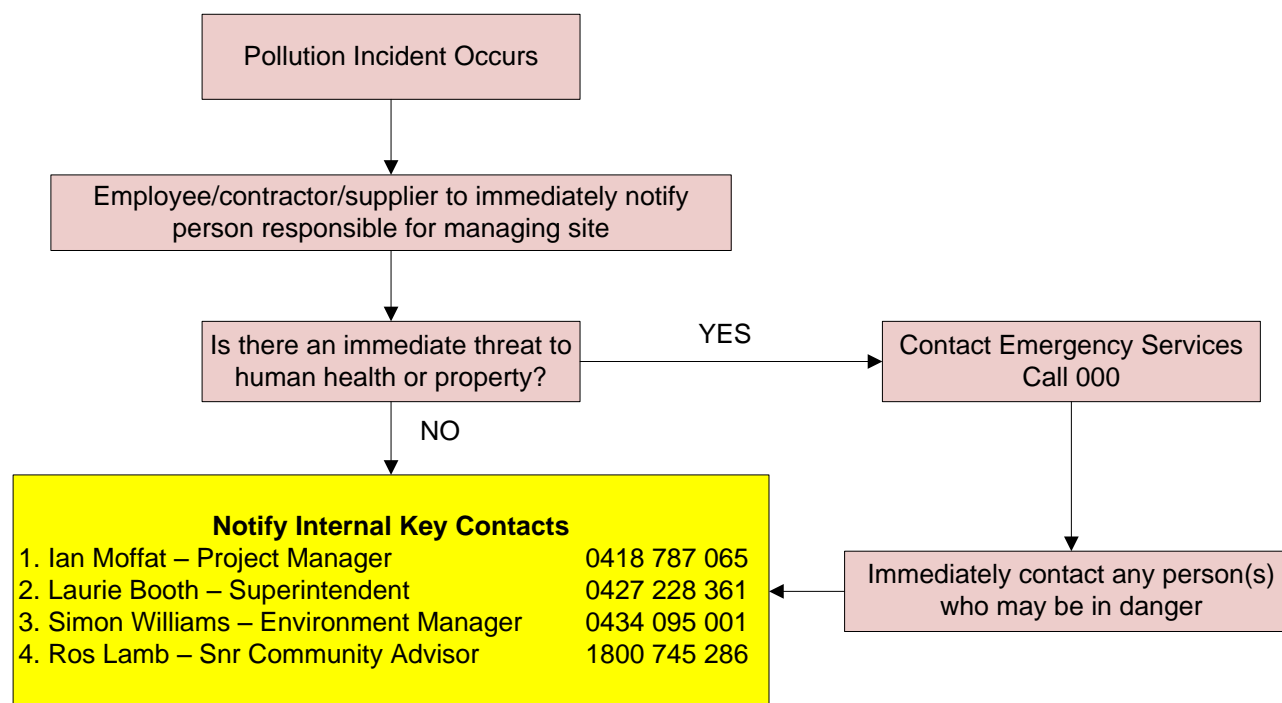 Pollution Incident Occurs
Employee/contractor/supplier to immediately notify
person responsible for managing site
Is there an immediate threat to
human health or property?
YES
Contact Emergency Services
Call 000
NO
Immediately contact any person(s)
who may be in danger
Notify Internal Key Contacts
1. Ian Moffat – Project Manager 0418 787 065
2. Laurie Booth – Superintendent 0427 228 361
3. Simon Williams – Environment Manager 0434 095 001
4. Ros Lamb – Snr Community Advisor 1800 745 286